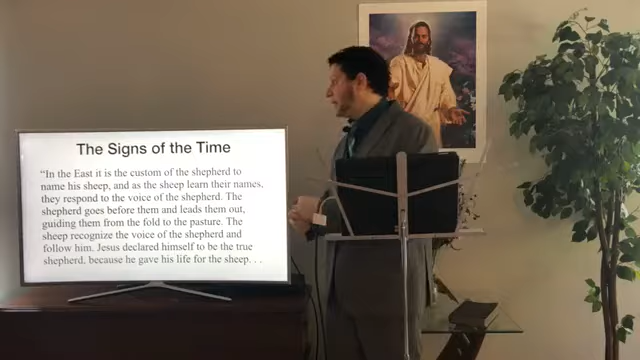 The Signs of the Time
“In the East it is the custom of the shepherd to
name his sheep, and as the sheep learn their names,
they respond to the voice of the shepherd. The
shepherd goes before them and leads them out,
guiding them from the fold to the pasture. The
sheep recognize the voice of the shepherd and
follow him. Jesus declared himself to be the true
shepherd, because he gave his life for the sheep. . .